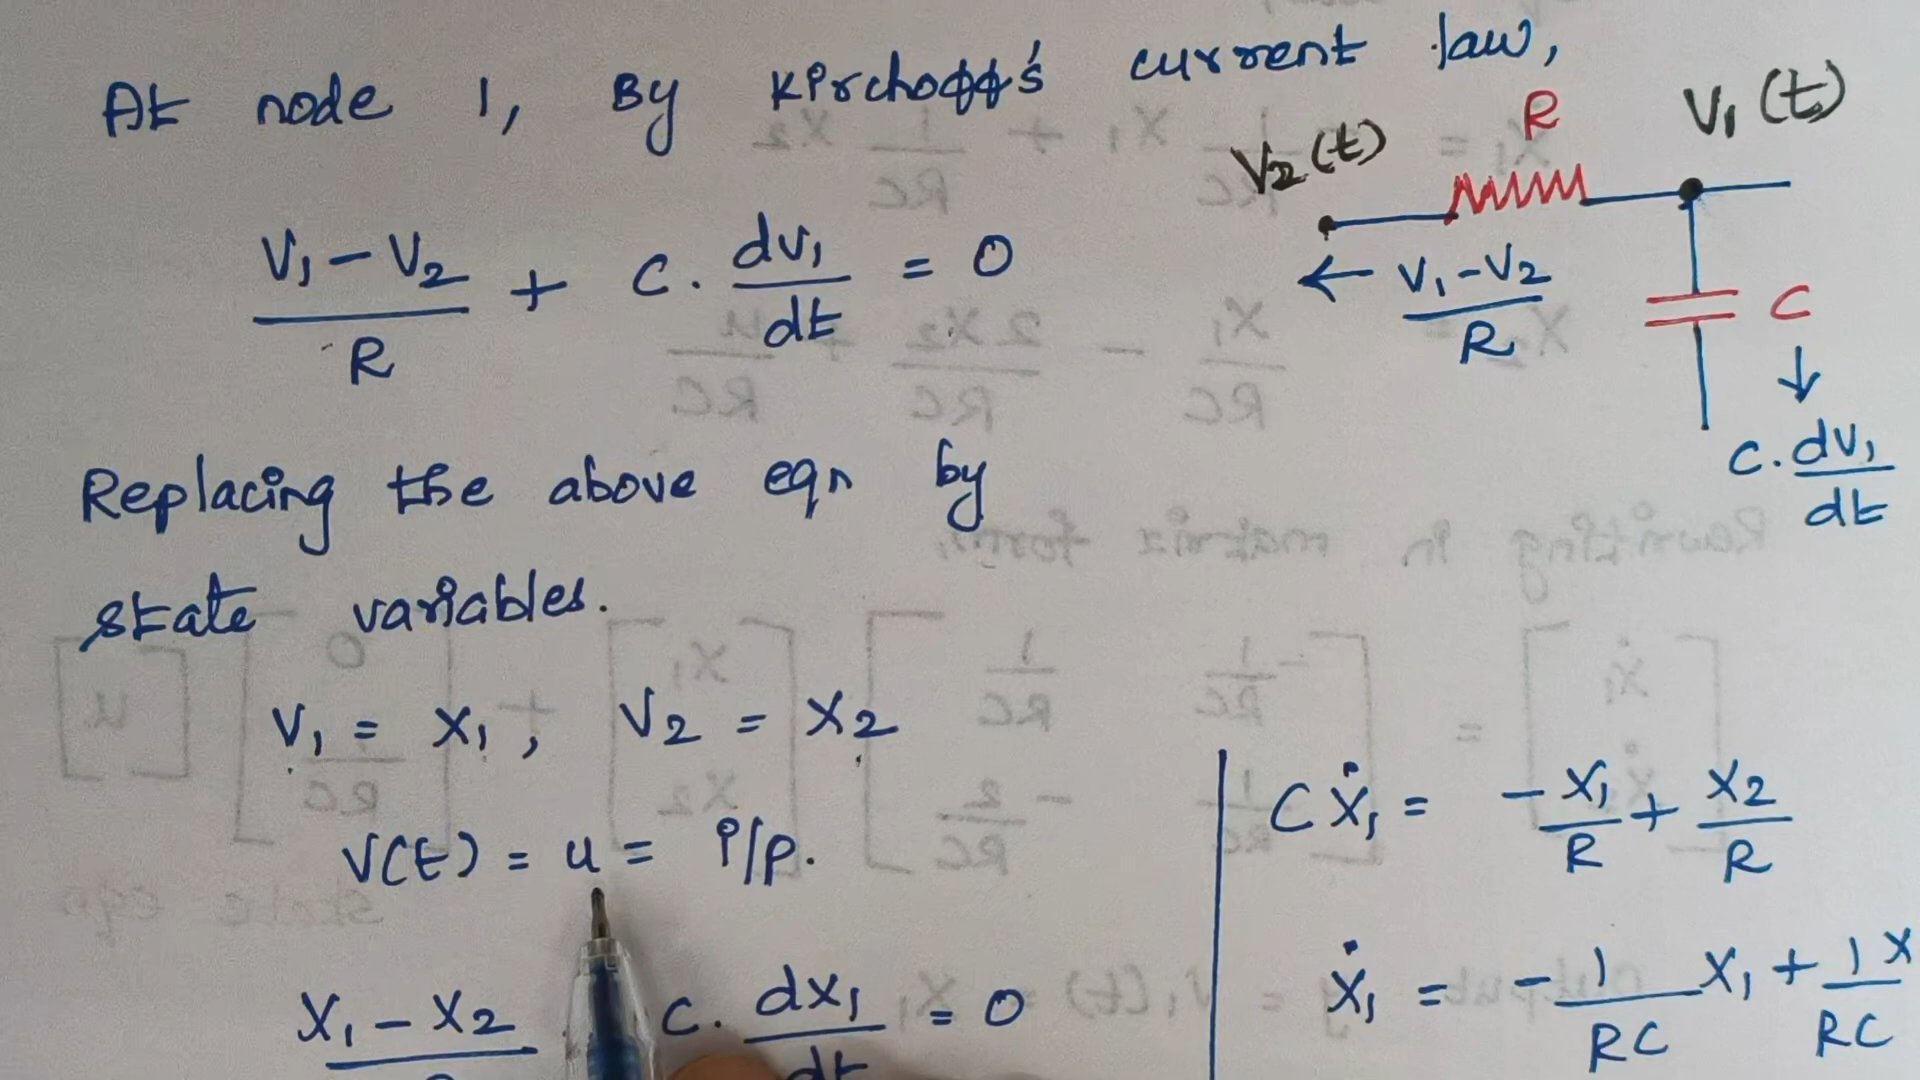 At node 1, By Kirchoff's current law,
V₁ - V₂ / R + C. dv₁ / dt = 0
Replacing the above eqn by
state variables.
V₁ = X₁, V₂ = X₂
V(t) = u = i/p.
X₁ - X₂ C. dx₁ / dt = 0
V₂(t) R V₁(t)
← V₁ - V₂ / R C
↓
C. dv₁ / dt
CẊ₁ = - X₁ / R + X₂ / R
Ẋ₁ = - 1 / RC X₁ + 1 / RC X